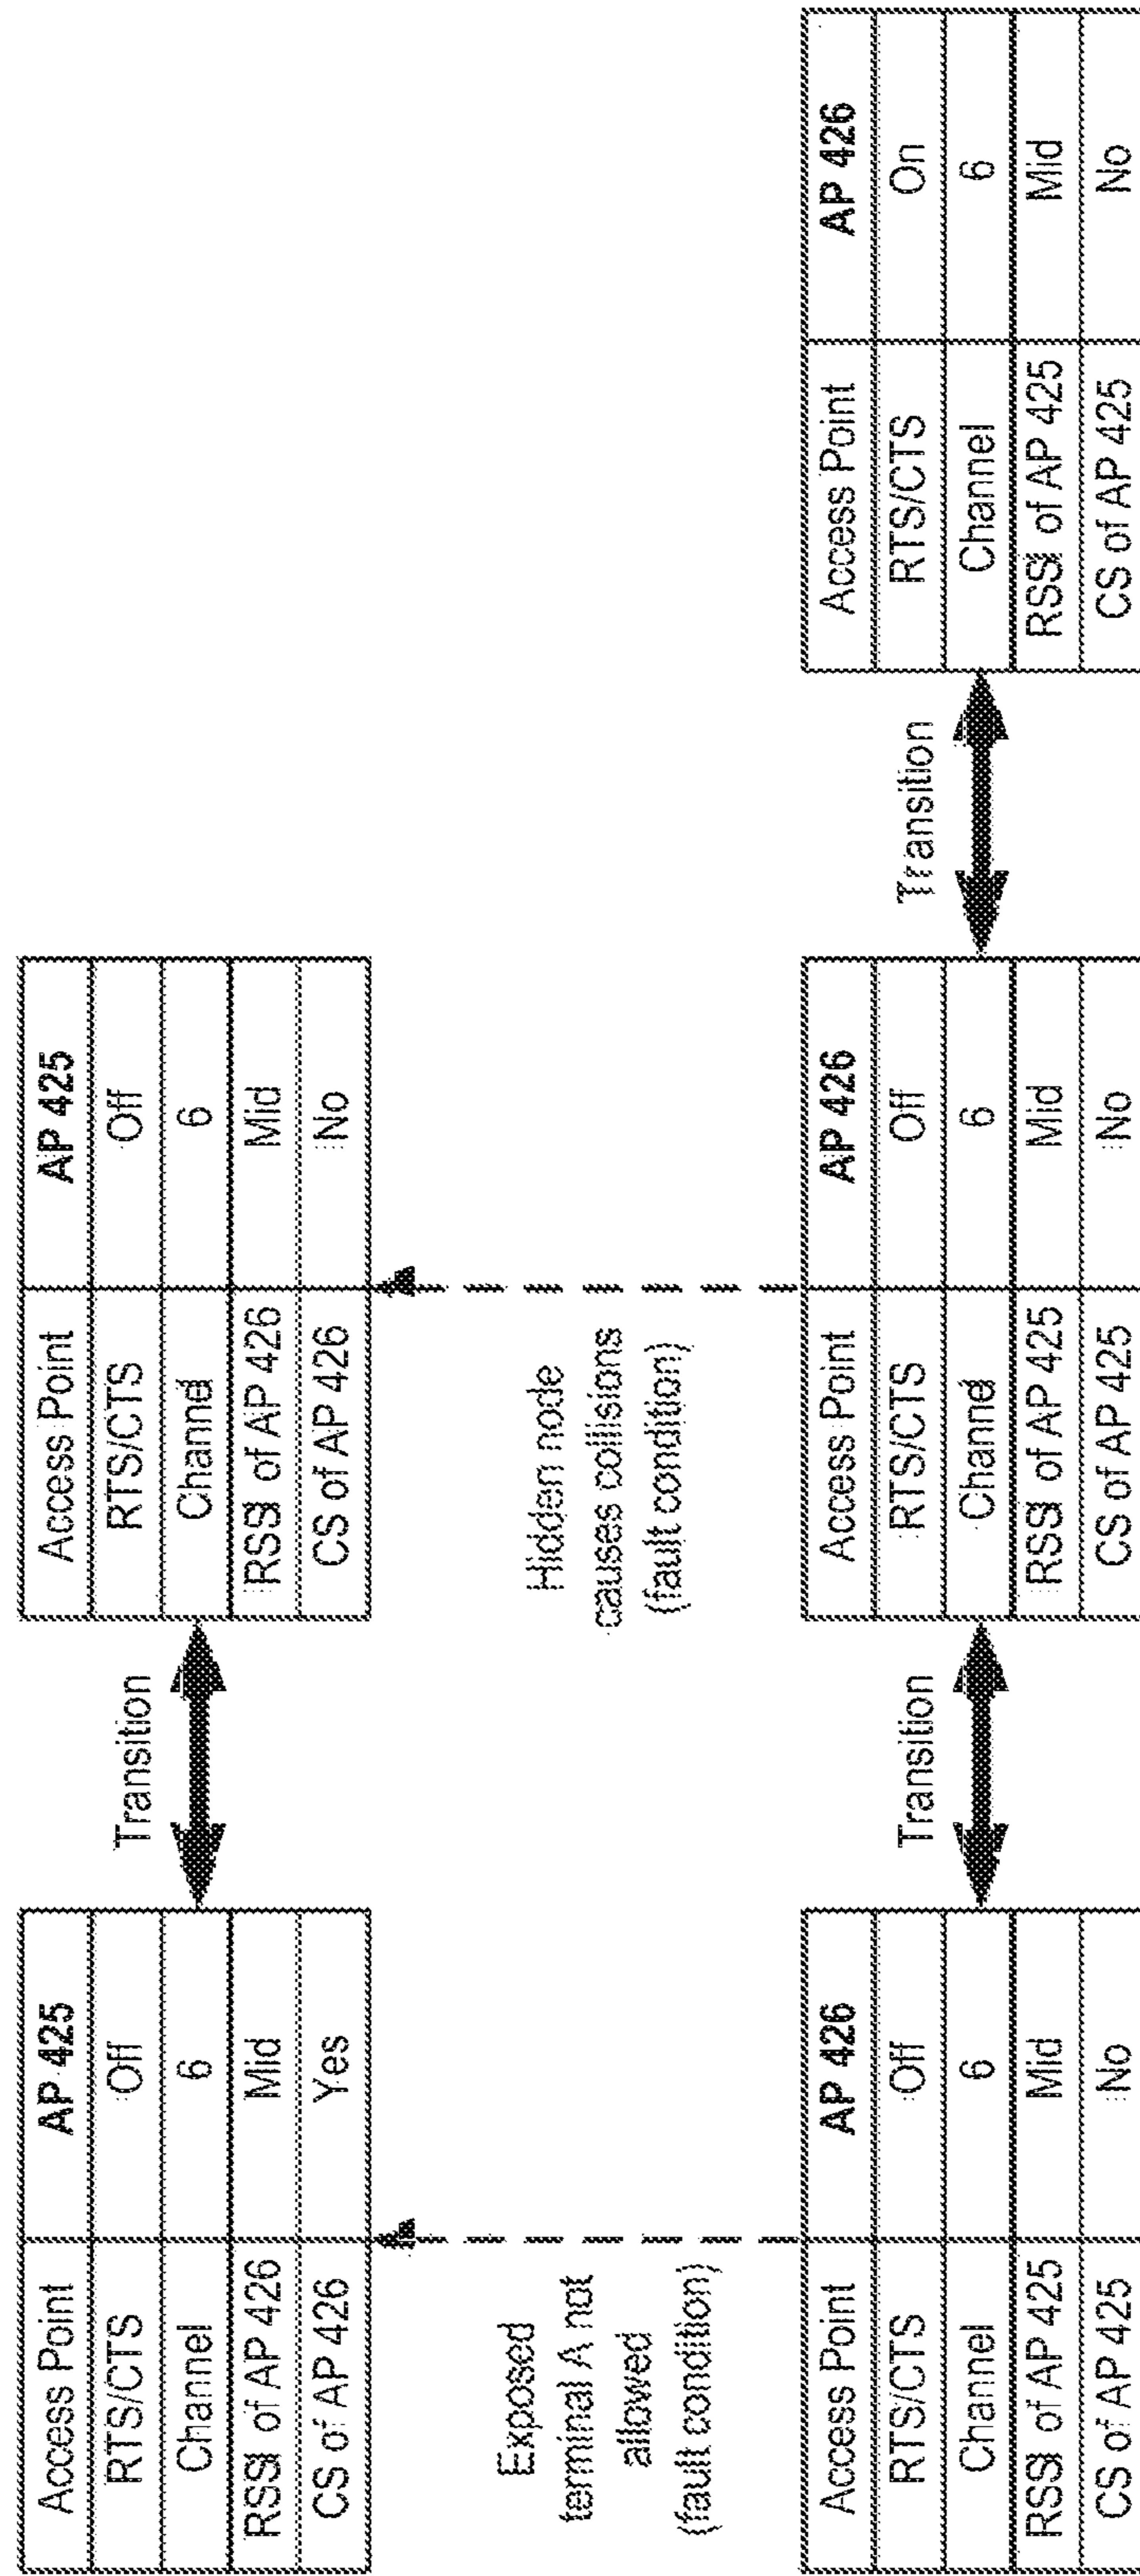 Access Point AP 425
RTS/CTS Off
Channel 6
RSSI of AP 426 Mid
CS of AP 426 Yes
Transition
Access Point AP 425
RTS/CTS Off
Channel 6
RSSI of AP 426 Mid
CS of AP 426 No
Exposed
terminal A not
allowed
(fault condition)
Hidden node
causes collisions
(fault condition)
Access Point AP 426
RTS/CTS Off
Channel 6
RSSI of AP 425 Mid
CS of AP 425 No
Transition
Access Point AP 426
RTS/CTS Off
Channel 6
RSSI of AP 425 Mid
CS of AP 425 No
Transition
Access Point AP 426
RTS/CTS On
Channel 6
RSSI of AP 425 Mid
CS of AP 425 No